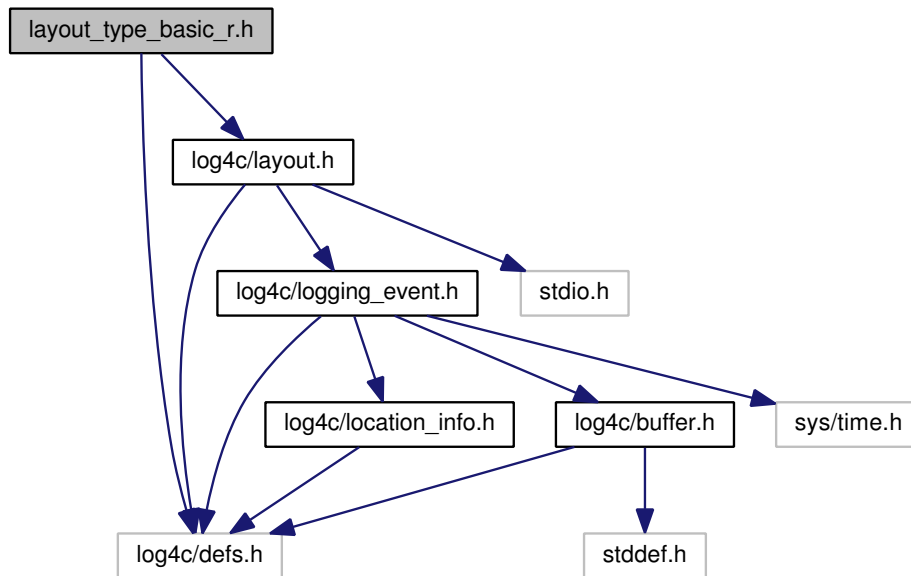 layout_type_basic_r.h
log4c/layout.h
log4c/logging_event.h
stdio.h
log4c/location_info.h
log4c/buffer.h
sys/time.h
log4c/defs.h
stddef.h